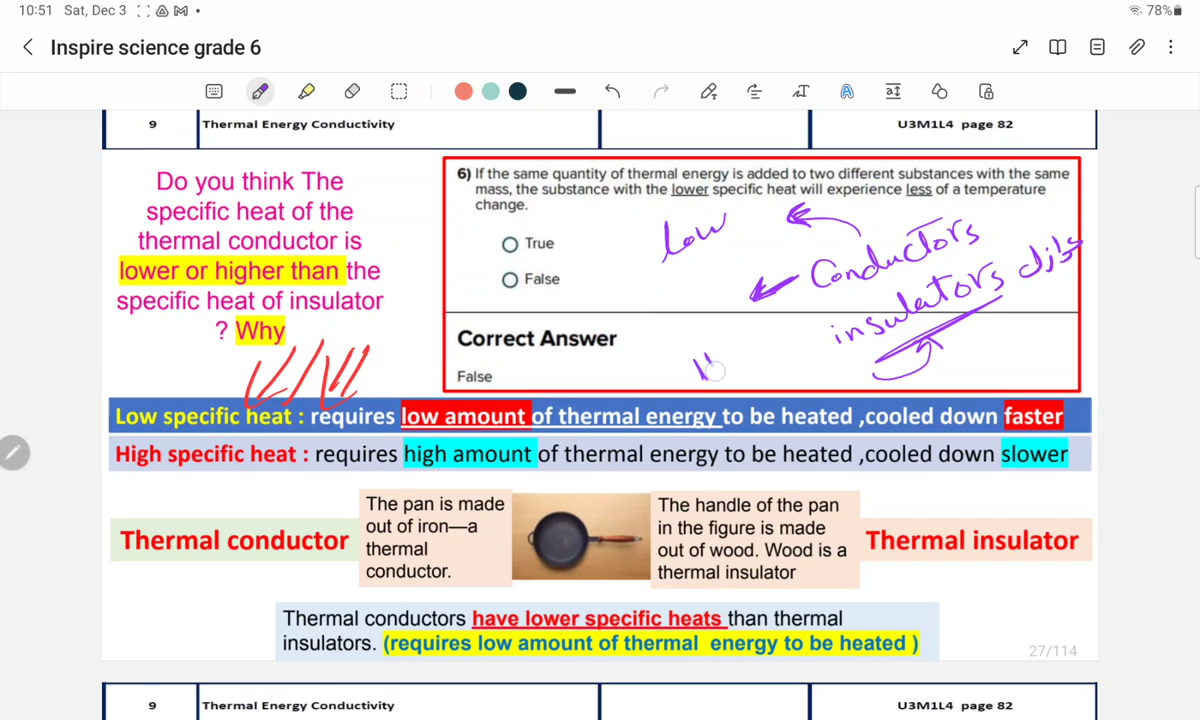 10:51 Sat, Dec 3
78%
Inspire science grade 6
9 Thermal Energy Conductivity U3M1L4 page 82
Do you think The
specific heat of the
thermal conductor is
lower or higher than the
specific heat of insulator
? Why
6) If the same quantity of thermal energy is added to two different substances with the same
mass, the substance with the lower specific heat will experience less of a temperature
change.
True
False
Low
Conductors
insulators
Correct Answer
False
Low specific heat : requires low amount of thermal energy to be heated ,cooled down faster
High specific heat : requires high amount of thermal energy to be heated ,cooled down slower
Thermal conductor
The pan is made
out of iron—a
thermal
conductor.
The handle of the pan
in the figure is made
out of wood. Wood is a
thermal insulator
Thermal insulator
Thermal conductors have lower specific heats than thermal
insulators. (requires low amount of thermal energy to be heated )
27/114
9 Thermal Energy Conductivity U3M1L4 page 82